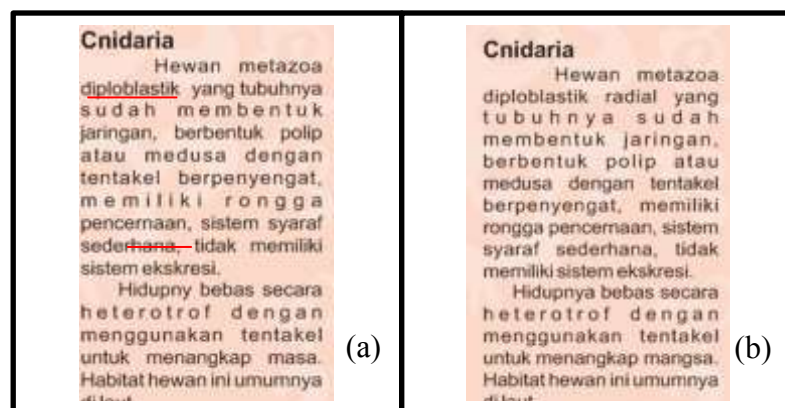 Cnidaria
Hewan metazoa
diploblastik yang tubuhnya
sudah membentuk
jaringan, berbentuk polip
atau medusa dengan
tentakel berpenyengat,
memiliki rongga
pencernaan, sistem syaraf
sederhana, tidak memiliki
sistem ekskresi.
Hidupny bebas secara
heterotrof dengan
menggunakan tentakel
untuk menangkap masa.
Habitat hewan ini umumnya
(a)
Cnidaria
Hewan metazoa
diploblastik radial yang
tubuhnya sudah
membentuk jaringan,
berbentuk polip atau
medusa dengan tentakel
berpenyengat, memiliki
rongga pencernaan, sistem
syaraf sederhana, tidak
memiliki sistem ekskresi.
Hidupnya bebas secara
heterotrof dengan
menggunakan tentakel
untuk menangkap mangsa.
Habitat hewan ini umumnya
(b)